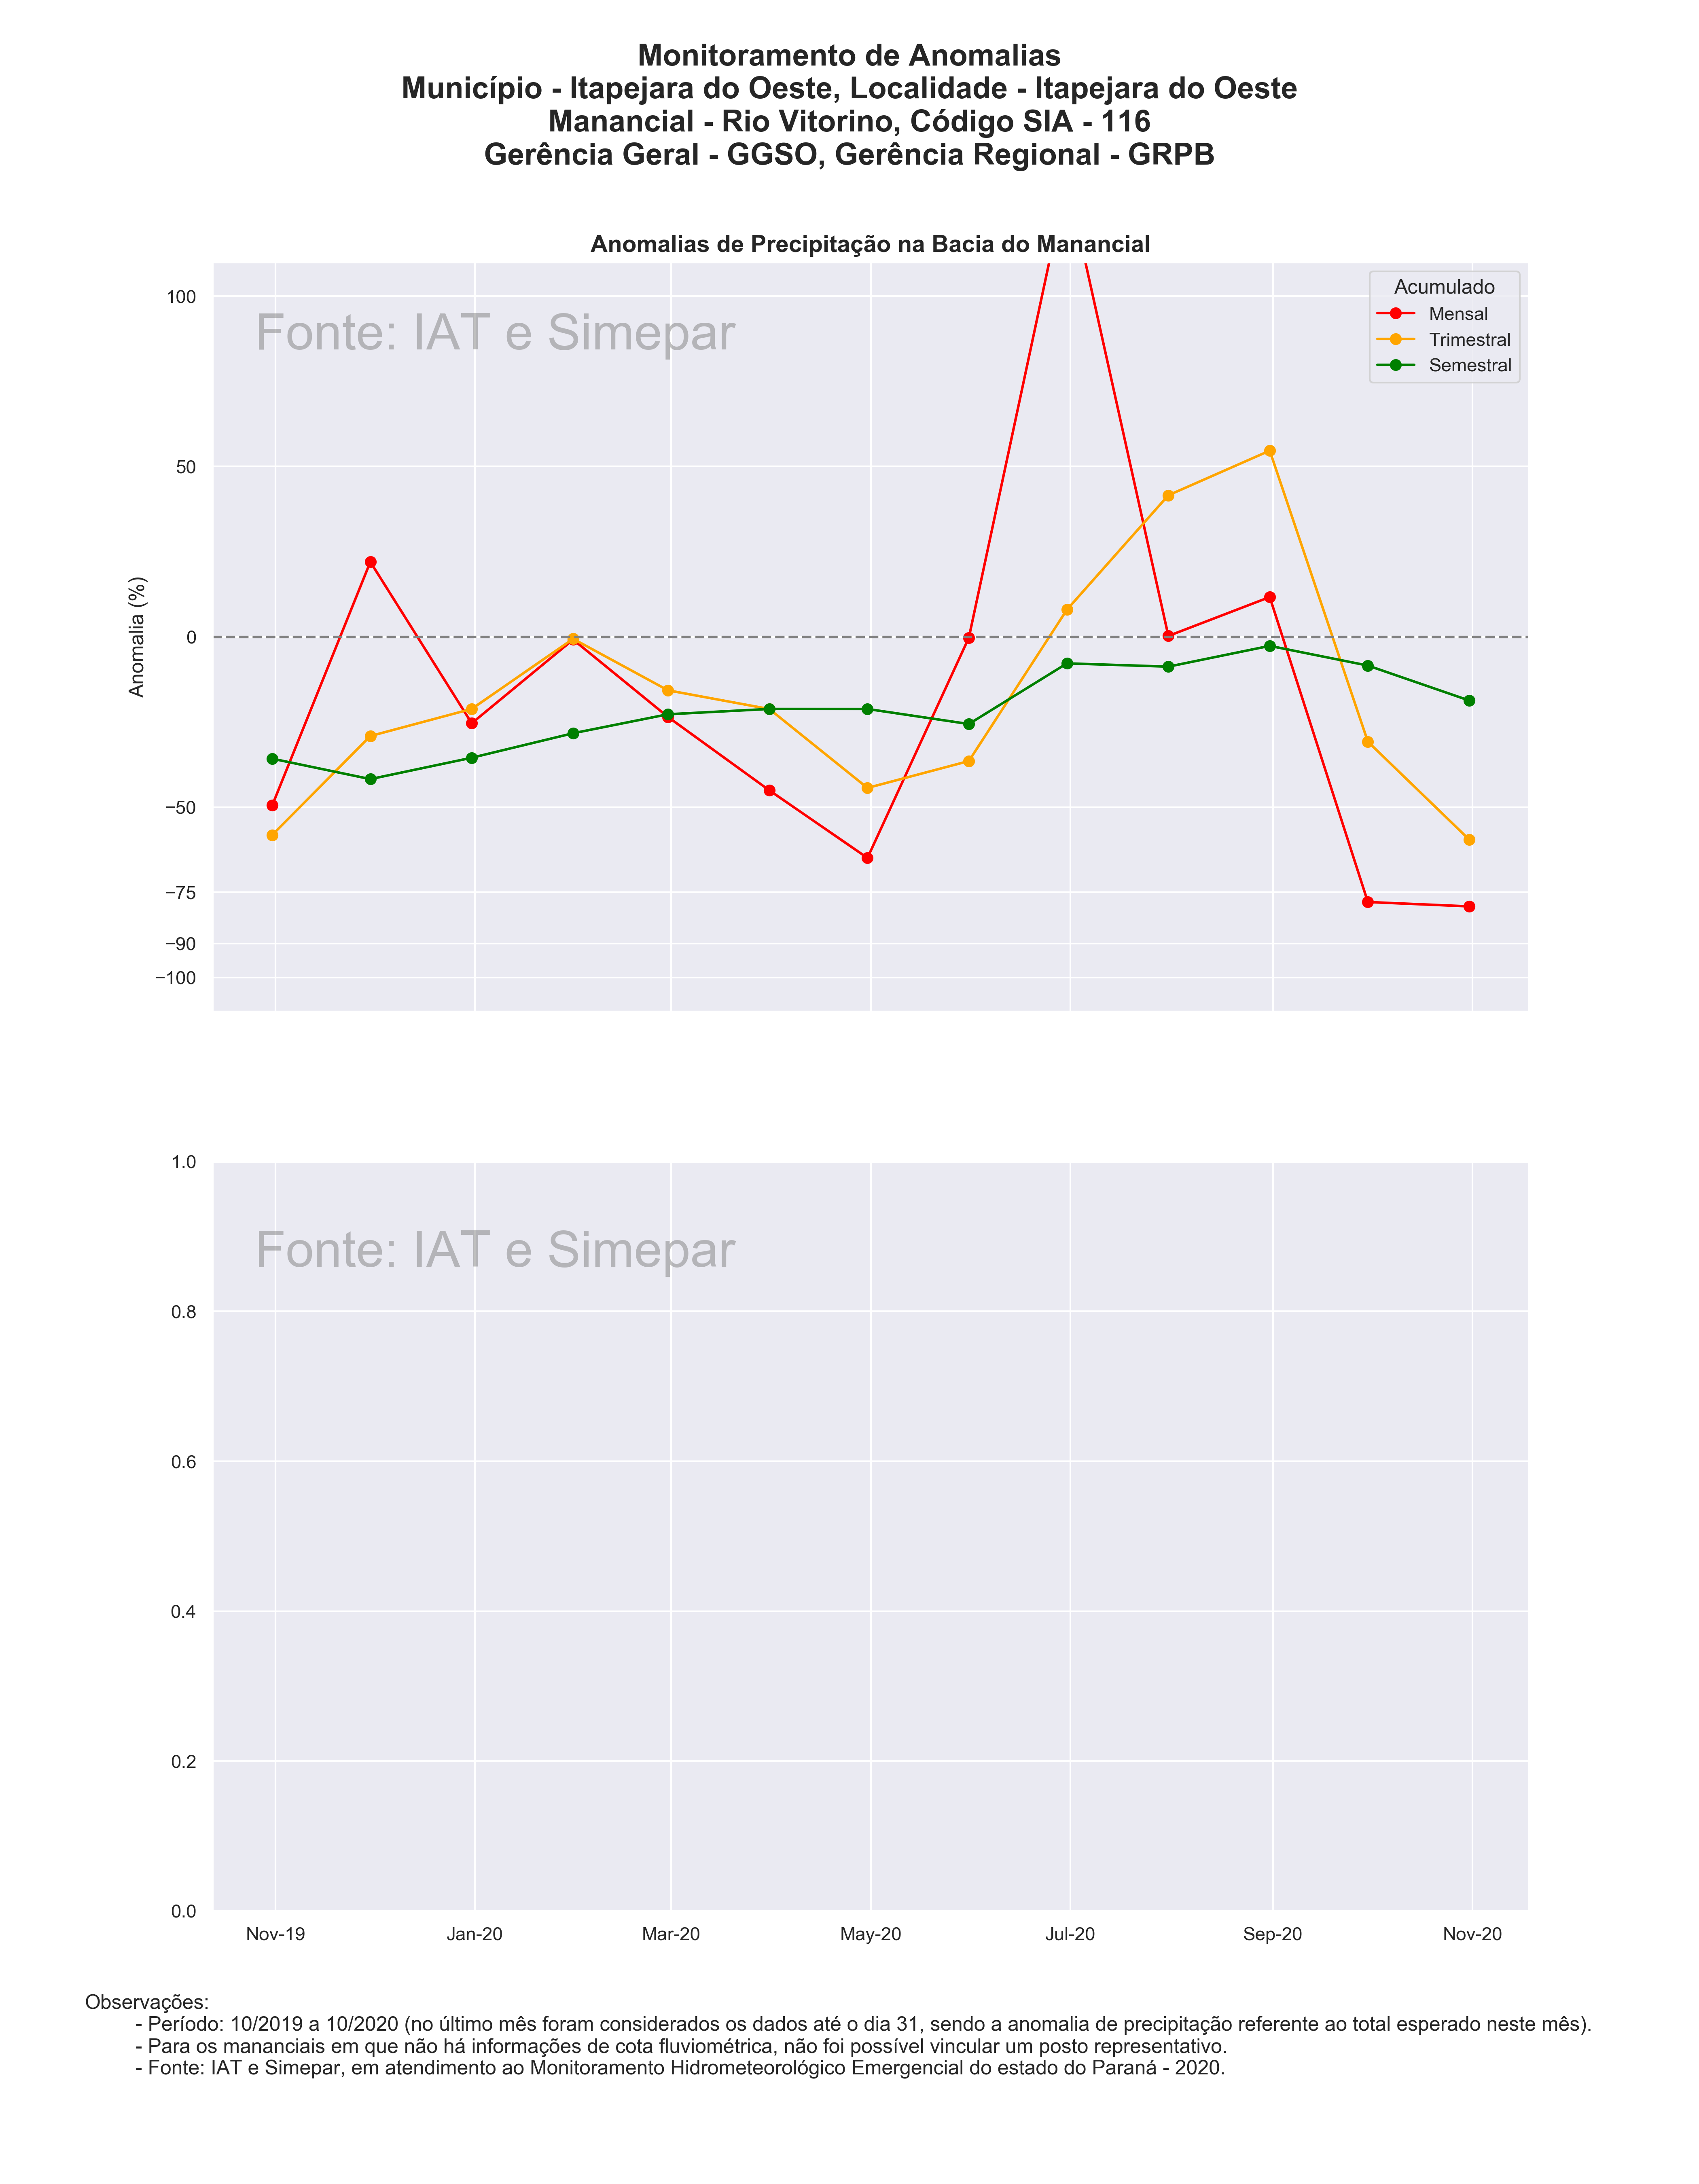 Monitoramento de Anomalias
Município - Itapejara do Oeste, Localidade - Itapejara do Oeste
Manancial - Rio Vitorino, Código SIA - 116
Gerência Geral - GGSO, Gerência Regional - GRPB
Anomalias de Precipitação na Bacia do Manancial
Fonte: IAT e Simepar
Acumulado
Mensal
Trimestral
Semestral
Anomalia (%)
100
50
0
−50
−75
−90
−100
Fonte: IAT e Simepar
1.0
0.8
0.6
0.4
0.2
0.0
Nov-19 Jan-20 Mar-20 May-20 Jul-20 Sep-20 Nov-20
Observações:
- Período: 10/2019 a 10/2020 (no último mês foram considerados os dados até o dia 31, sendo a anomalia de precipitação referente ao total esperado neste mês).
- Para os mananciais em que não há informações de cota fluviométrica, não foi possível vincular um posto representativo.
- Fonte: IAT e Simepar, em atendimento ao Monitoramento Hidrometeorológico Emergencial do estado do Paraná - 2020.